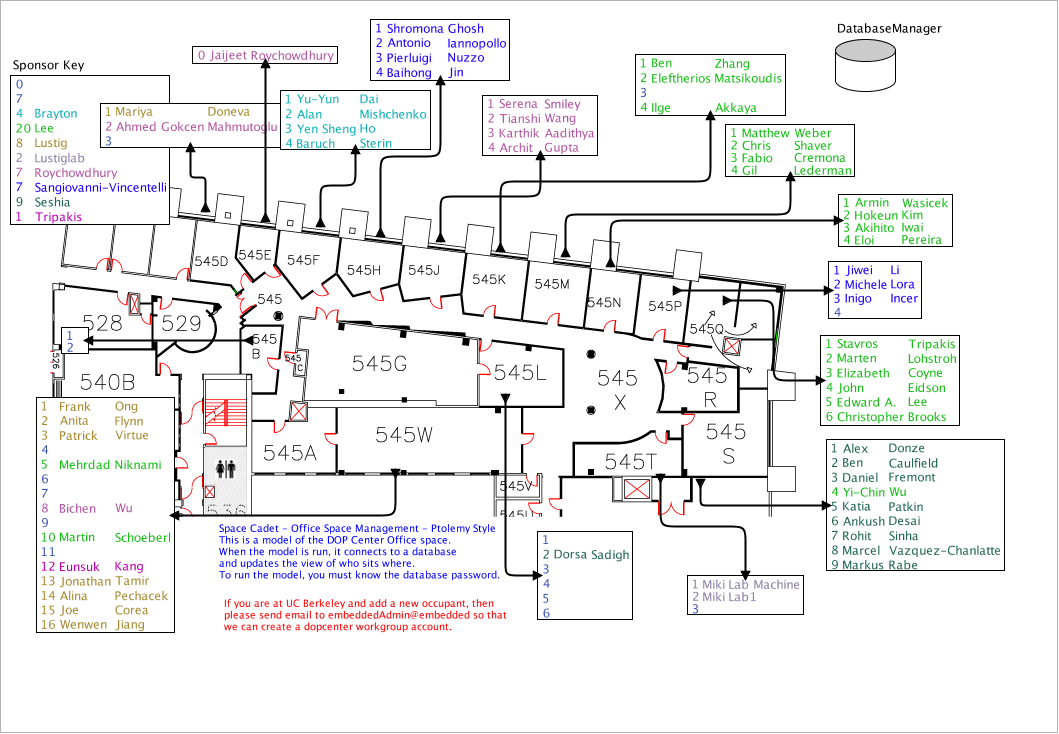 DatabaseManager
Sponsor Key
0
7
4 Brayton
20 Lee
8 Lustig
2 Lustiglab
7 Roychowdhury
7 Sangiovanni-Vincentelli
9 Seshia
1 Tripakis
1 Mariya Doneva
2 Ahmed Gokcen Mahmutoglu
3
0 Jaijeet Roychowdhury
1 Yu-Yun Dai
2 Alan Mishchenko
3 Yen Sheng Ho
4 Baruch Sterin
1 Shromona Ghosh
2 Antonio Iannopollo
3 Pierluigi Nuzzo
4 Baihong Jin
1 Serena Smiley
2 Tianshi Wang
3 Karthik Aadithya
4 Archit Gupta
1 Ben Zhang
2 Eleftherios Matsikoudis
3
4 Ilge Akkaya
1 Matthew Weber
2 Chris Shaver
3 Fabio Cremona
4 Gil Lederman
1 Armin Wasicek
2 Hokeun Kim
3 Akihito Iwai
4 Eloi Pereira
1 Jiwei Li
2 Michele Lora
3 Inigo Incer
4
1 Stavros Tripakis
2 Marten Lohstroh
3 Elizabeth Coyne
4 John Eidson
5 Edward A. Lee
6 Christopher Brooks
1 Alex Donze
2 Ben Caulfield
3 Daniel Fremont
4 Yi-Chin Wu
5 Katia Patkin
6 Ankush Desai
7 Rohit Sinha
8 Marcel Vazquez-Chanlatte
9 Markus Rabe
545D
545E
545F
545H
545J
545K
545M
545N
545P
545Q
545
528
529
1
2
545
B
545
C
545G
545L
545
X
545
R
526
540B
545A
545W
545T
545
S
545V
1 Frank Ong
2 Anita Flynn
3 Patrick Virtue
4
5 Mehrdad Niknami
6
7
8 Bichen Wu
9
10 Martin Schoeberl
11
12 Eunsuk Kang
13 Jonathan Tamir
14 Alina Pechacek
15 Joe Corea
16 Wenwen Jiang
Space Cadet - Office Space Management - Ptolemy Style
This is a model of the DOP Center Office space.
When the model is run, it connects to a database
and updates the view of who sits where.
To run the model, you must know the database password.
If you are at UC Berkeley and add a new occupant, then
please send email to embeddedAdmin@embedded so that
we can create a dopcenter workgroup account.
1
2 Dorsa Sadigh
3
4
5
6
1 Miki Lab Machine
2 Miki Lab1
3